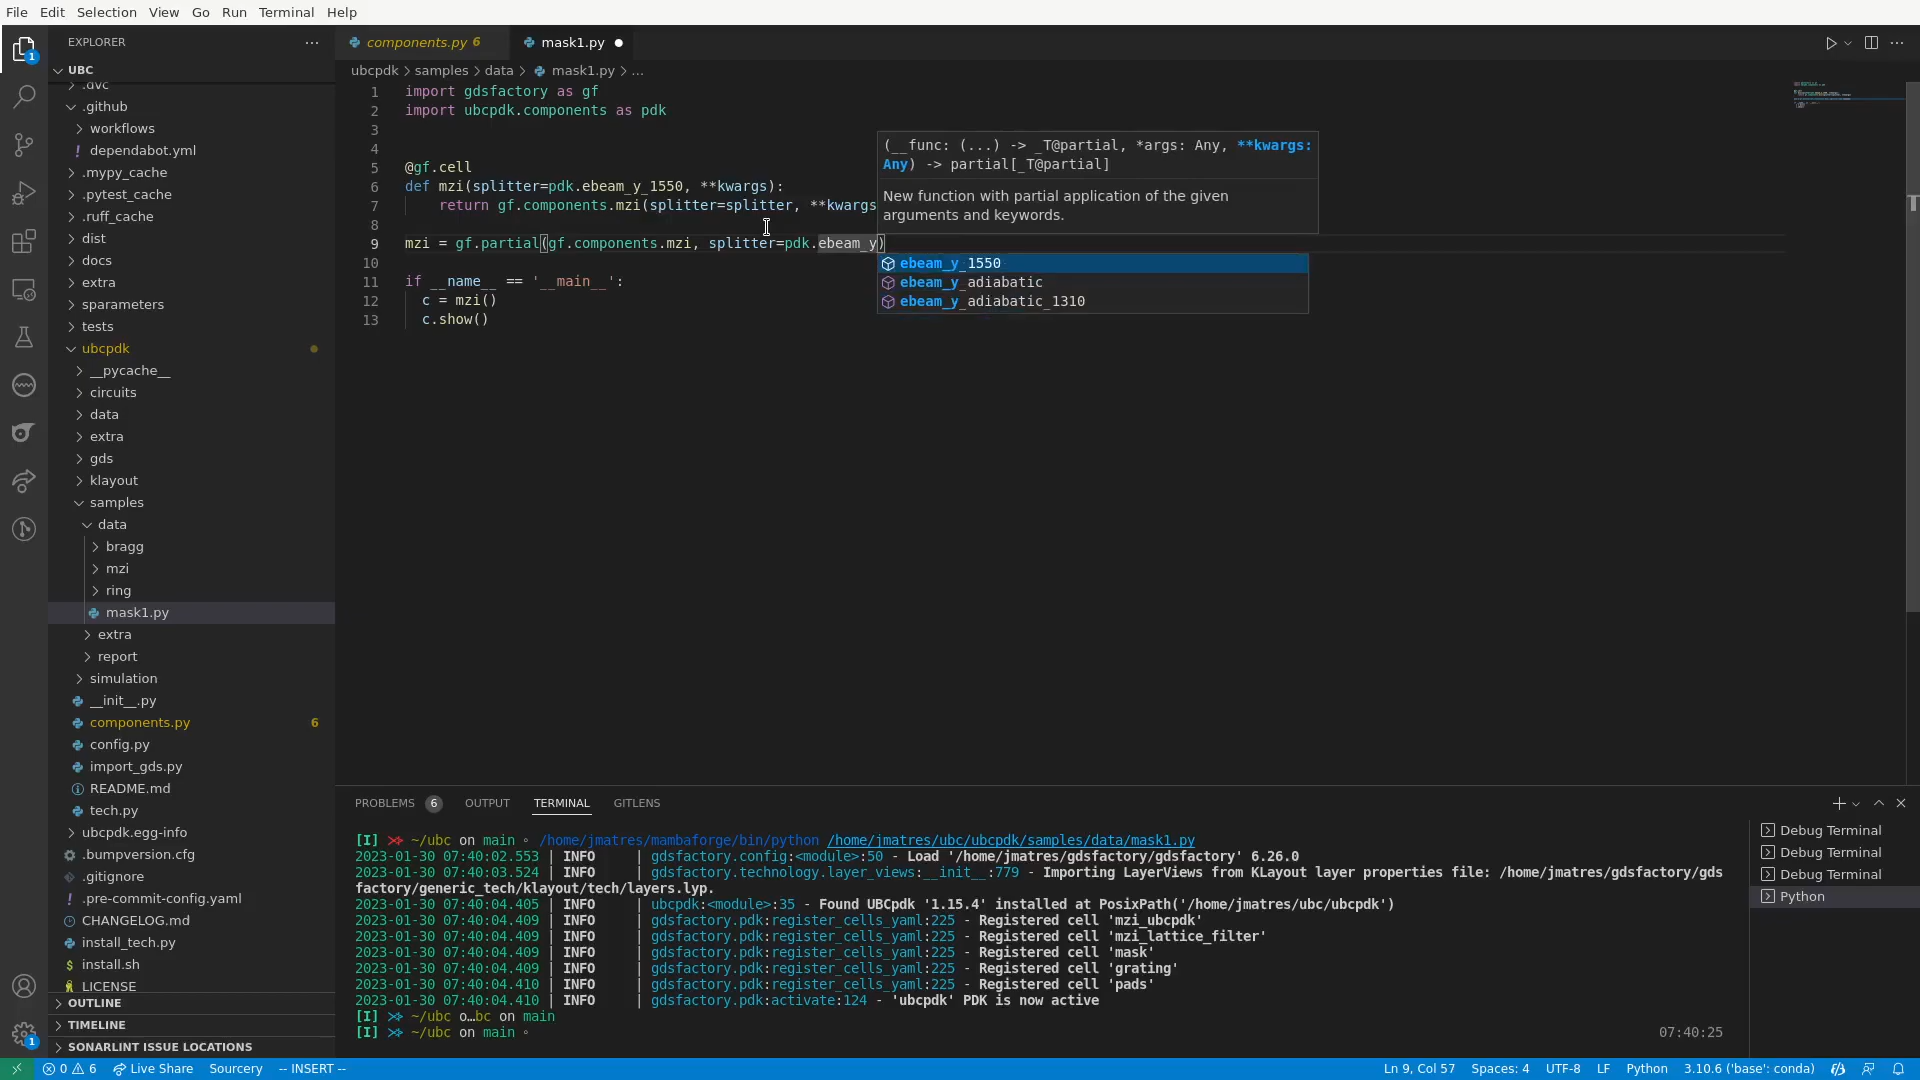 File Edit Selection View Go Run Terminal Help
EXPLORER ...
components.py 6
mask1.py
UBC
ubcpdk > samples > data > mask1.py > ...
.dvc
.github
workflows
! dependabot.yml
.mypy_cache
.pytest_cache
.ruff_cache
dist
docs
extra
sparameters
tests
ubcpdk
__pycache__
circuits
data
extra
gds
klayout
samples
data
bragg
mzi
ring
mask1.py
extra
report
simulation
__init__.py
components.py 6
config.py
import_gds.py
README.md
tech.py
ubcpdk.egg-info
.bumpversion.cfg
.gitignore
! .pre-commit-config.yaml
CHANGELOG.md
install_tech.py
$ install.sh
LICENSE
OUTLINE
TIMELINE
SONARLINT ISSUE LOCATIONS
1 import gdsfactory as gf
2 import ubcpdk.components as pdk
3
4
5 @gf.cell
6 def mzi(splitter=pdk.ebeam_y_1550, **kwargs):
7 return gf.components.mzi(splitter=splitter, **kwargs
8
9 mzi = gf.partial(gf.components.mzi, splitter=pdk.ebeam_y)
10
11 if __name__ == '__main__':
12 c = mzi()
13 c.show()
(__func: (...) -> _T@partial, *args: Any, **kwargs:
Any) -> partial[_T@partial]
New function with partial application of the given
arguments and keywords.
ebeam_y_1550
ebeam_y_adiabatic
ebeam_y_adiabatic_1310
PROBLEMS 6 OUTPUT TERMINAL GITLENS
[I] ⋊> ~/ubc on main ◦ /home/jmatres/mambaforge/bin/python /home/jmatres/ubc/ubcpdk/samples/data/mask1.py
2023-01-30 07:40:02.553 | INFO | gdsfactory.config:<module>:50 - Load '/home/jmatres/gdsfactory/gdsfactory' 6.26.0
2023-01-30 07:40:03.524 | INFO | gdsfactory.technology.layer_views:__init__:779 - Importing LayerViews from KLayout layer properties file: /home/jmatres/gdsfactory/gds
factory/generic_tech/klayout/tech/layers.lyp.
2023-01-30 07:40:04.405 | INFO | ubcpdk:<module>:35 - Found UBCpdk '1.15.4' installed at PosixPath('/home/jmatres/ubc/ubcpdk')
2023-01-30 07:40:04.409 | INFO | gdsfactory.pdk:register_cells_yaml:225 - Registered cell 'mzi_ubcpdk'
2023-01-30 07:40:04.409 | INFO | gdsfactory.pdk:register_cells_yaml:225 - Registered cell 'mzi_lattice_filter'
2023-01-30 07:40:04.409 | INFO | gdsfactory.pdk:register_cells_yaml:225 - Registered cell 'mask'
2023-01-30 07:40:04.409 | INFO | gdsfactory.pdk:register_cells_yaml:225 - Registered cell 'grating'
2023-01-30 07:40:04.410 | INFO | gdsfactory.pdk:register_cells_yaml:225 - Registered cell 'pads'
2023-01-30 07:40:04.410 | INFO | gdsfactory.pdk:activate:124 - 'ubcpdk' PDK is now active
[I] ⋊> ~/ubc o…bc on main
[I] ⋊> ~/ubc on main ◦ 07:40:25
Debug Terminal
Debug Terminal
Debug Terminal
Python
0 6 Live Share Sourcery -- INSERT -- Ln 9, Col 57 Spaces: 4 UTF-8 LF Python 3.10.6 ('base': conda)